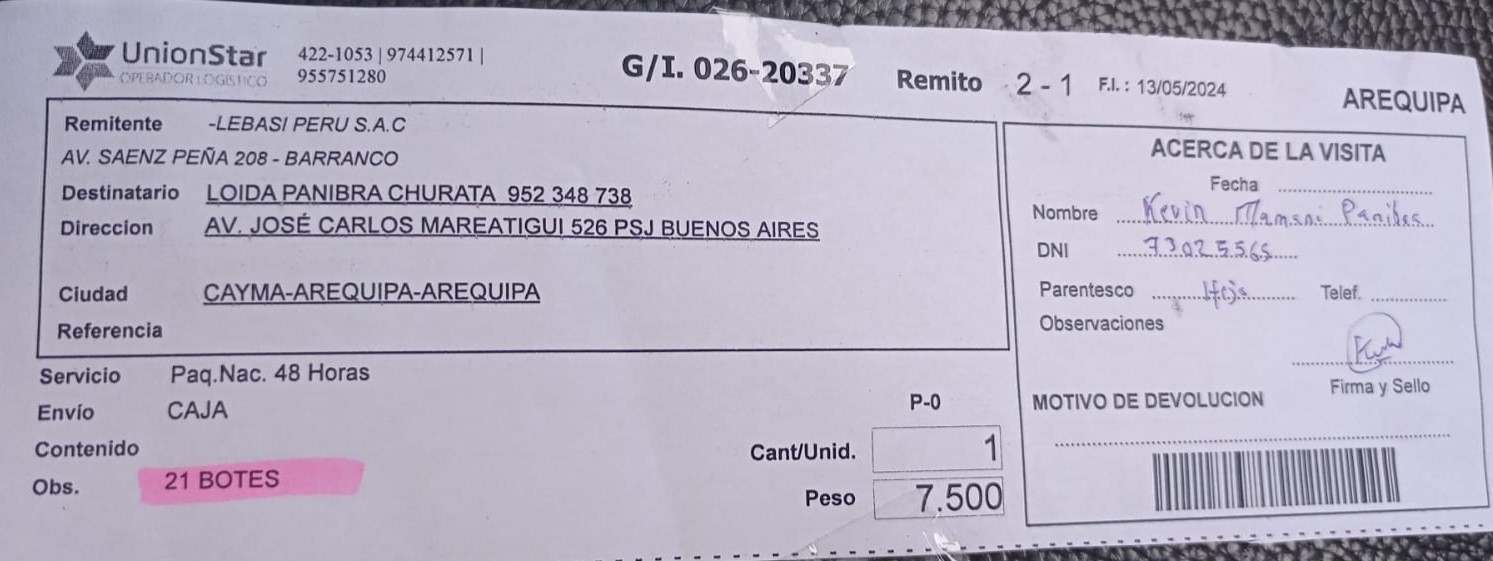 UnionStar
OPERADOR LOGÍSTICO
422-1053 | 974412571 |
955751280
G/I. 026-20337
Remito 2 - 1 F.I.: 13/05/2024
AREQUIPA
Remitente -LEBASI PERU S.A.C
AV. SAENZ PEÑA 208 - BARRANCO
Destinatario LOIDA PANIBRA CHURATA 952 348 738
Direccion AV. JOSÉ CARLOS MAREATIGUI 526 PSJ BUENOS AIRES
Ciudad CAYMA-AREQUIPA-AREQUIPA
Referencia
Servicio Paq.Nac. 48 Horas
Envío CAJA
Contenido
Obs. 21 BOTES
P-0
Cant/Unid. 1
Peso 7.500
ACERCA DE LA VISITA
Fecha
Nombre Kevin Mamani
DNI 73025565
Parentesco Telef.
Observaciones
Firma y Sello
MOTIVO DE DEVOLUCION